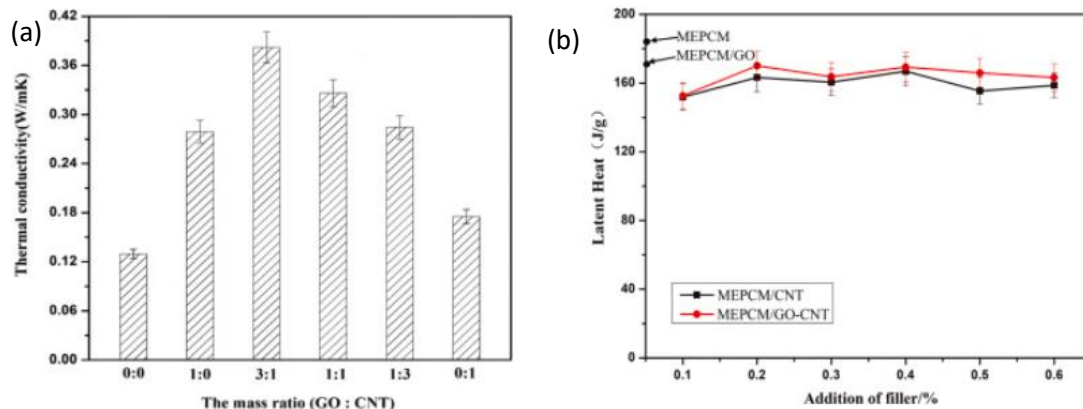 (a)
Thermal conductivity(W/mK)
0.42
0.36
0.30
0.24
0.18
0.12
0.06
0.00
0:0 1:0 3:1 1:1 1:3 0:1
The mass ratio (GO : CNT)
(b)
Latent Heat (J/g)
200
160
120
80
40
0
MEPCM
MEPCM/GO
MEPCM/CNT
MEPCM/GO-CNT
0.1 0.2 0.3 0.4 0.5 0.6
Addition of filler/%